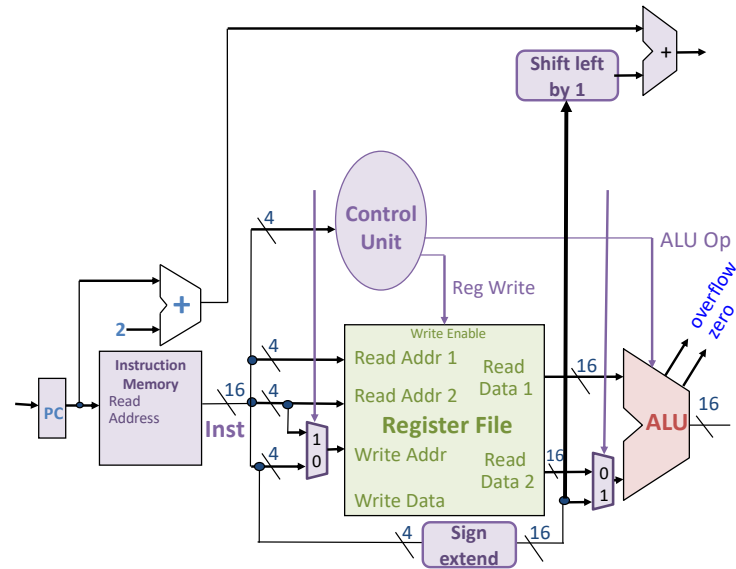 Shift left
by 1
+
4
Control
Unit
ALU Op
Reg Write
overflow
zero
+
2
Write Enable
4
Read Addr 1
Read
Data 1
16
Instruction
Memory
Read
Address
PC
16
Inst
4
Read Addr 2
Register File
ALU
16
1
0
4
Write Addr
Read
Data 2
16
0
1
Write Data
4
Sign
extend
16